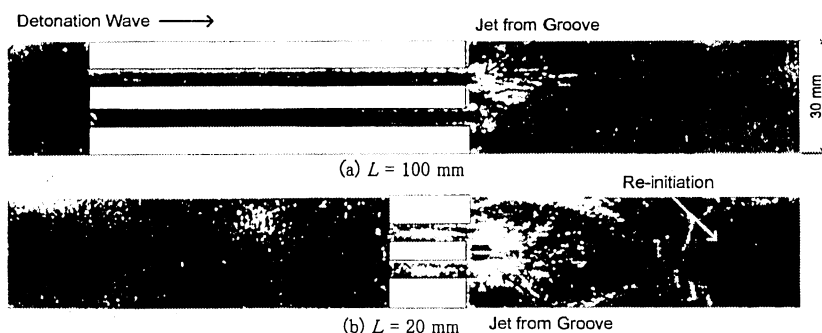 Detonation Wave
Jet from Groove
30 mm
(a) L = 100 mm
Re-initiation
(b) L = 20 mm
Jet from Groove